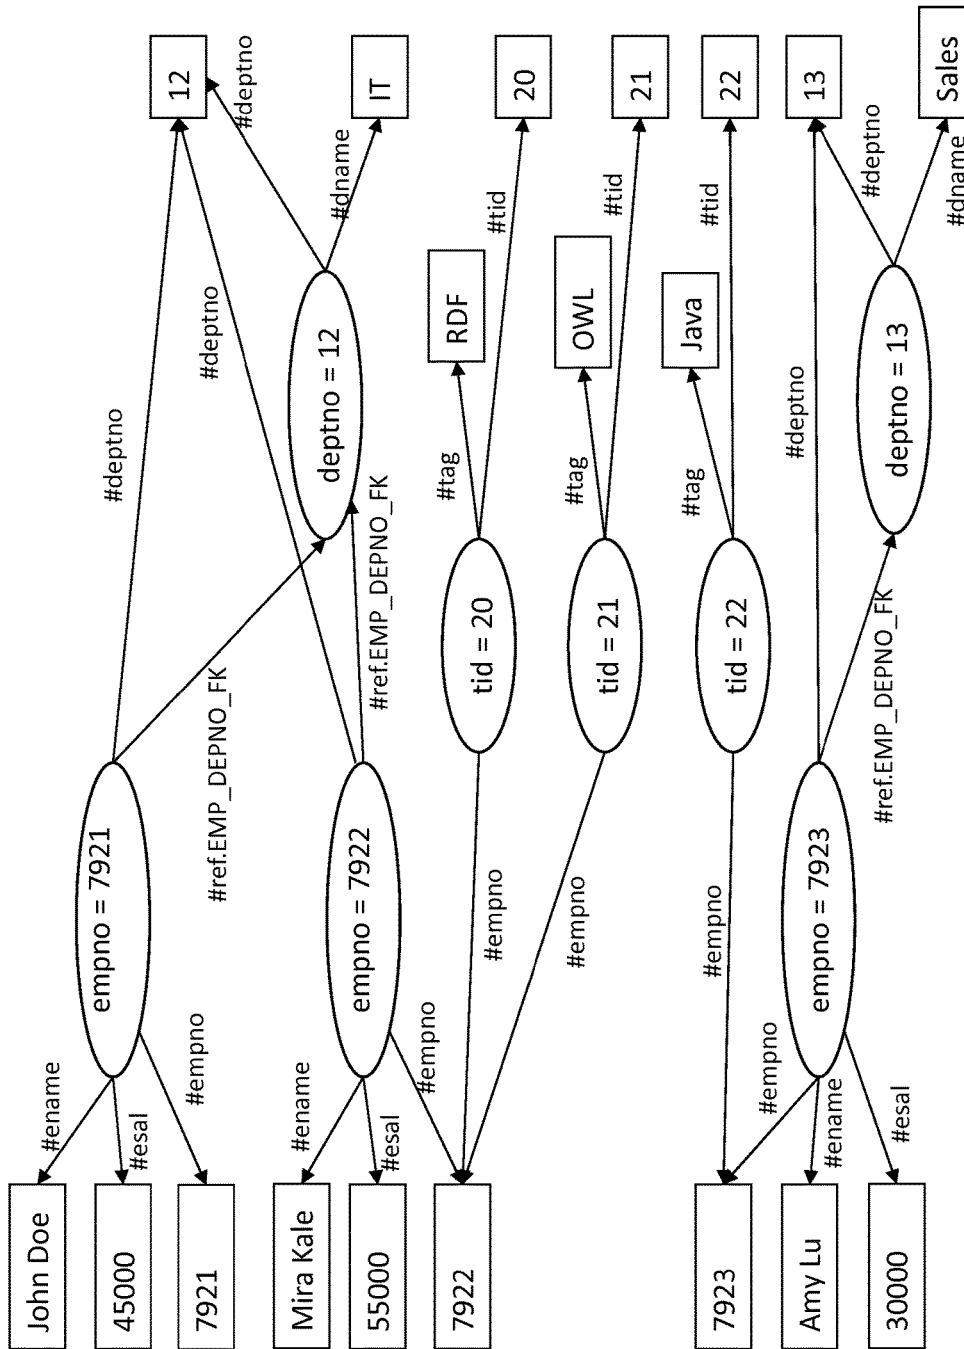 John Doe
45000
7921
#ename
#esal
#empno
empno = 7921
#ref.EMP_DEPNO_FK
#deptno
12
#deptno
#deptno
deptno = 12
#dname
IT
Mira Kale
55000
7922
#ename
#esal
#empno
empno = 7922
#ref.EMP_DEPNO_FK
#empno
tid = 20
#tag
RDF
#tid
20
#empno
tid = 21
#tag
OWL
#tid
21
#empno
tid = 22
#tag
Java
#tid
22
7923
Amy Lu
30000
#empno
#ename
#esal
empno = 7923
#ref.EMP_DEPNO_FK
#deptno
13
deptno = 13
#deptno
#dname
Sales